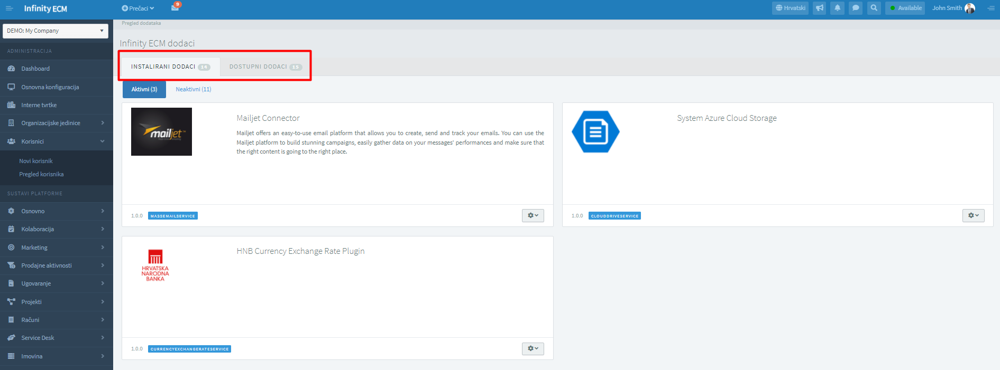 Infinity ECM
Prečaci
9
Hrvatski
Available
John Smith
DEMO: My Company
ADMINISTRACIJA
Dashboard
Osnovna konfiguracija
Interne tvrtke
Organizacijske jedinice
Korisnici
Novi korisnik
Pregled korisnika
SUSTAVI PLATFORME
Osnovno
Kolaboracija
Marketing
Prodajne aktivnosti
Ugovaranje
Projekti
Računi
Service Desk
Imovina
Pregled dodataka
Infinity ECM dodaci
INSTALIRANI DODACI 14
DOSTUPNI DODACI 15
Aktivni (3)
Neaktivni (11)
mailjet
Mailjet Connector
Mailjet offers an easy-to-use email platform that allows you to create, send and track your emails. You can use the
Mailjet platform to build stunning campaigns, easily gather data on your messages' performances and make sure that
the right content is going to the right place.
1.0.0 MASSEMAILSERVICE
System Azure Cloud Storage
1.0.0 CLOUDDRIVESERVICE
HRVATSKA
NARODNA
BANKA
HNB Currency Exchange Rate Plugin
1.0.0 CURRENCYEXCHANGERATESERVICE